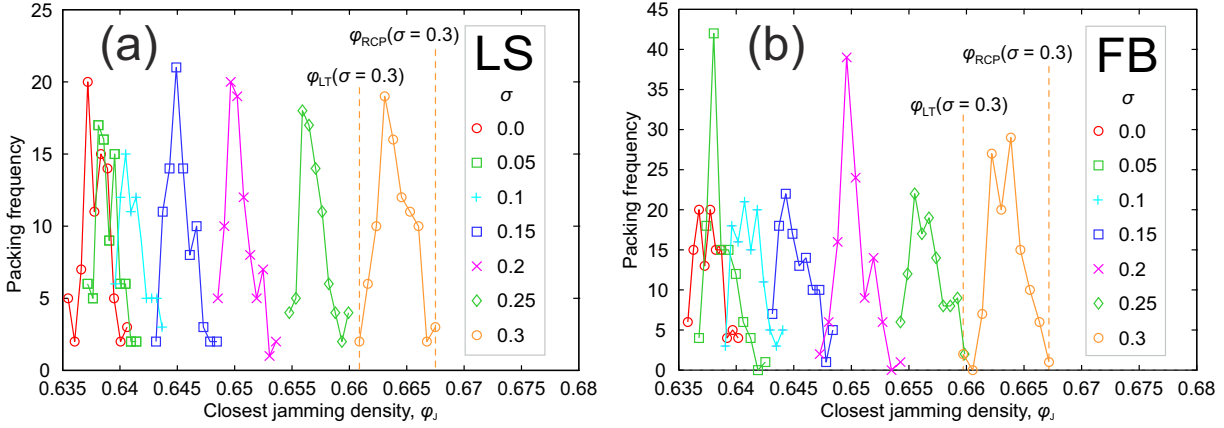 (a)
LS
φRCP(σ = 0.3)
φLT(σ = 0.3)
σ
0.0
0.05
0.1
0.15
0.2
0.25
0.3
Packing frequency
25
20
15
10
5
0
0.635 0.64 0.645 0.65 0.655 0.66 0.665 0.67 0.675 0.68
Closest jamming density, φJ
(b)
FB
φRCP(σ = 0.3)
φLT(σ = 0.3)
σ
0.0
0.05
0.1
0.15
0.2
0.25
0.3
Packing frequency
45
40
35
30
25
20
15
10
5
0
0.635 0.64 0.645 0.65 0.655 0.66 0.665 0.67 0.675 0.68
Closest jamming density, φJ